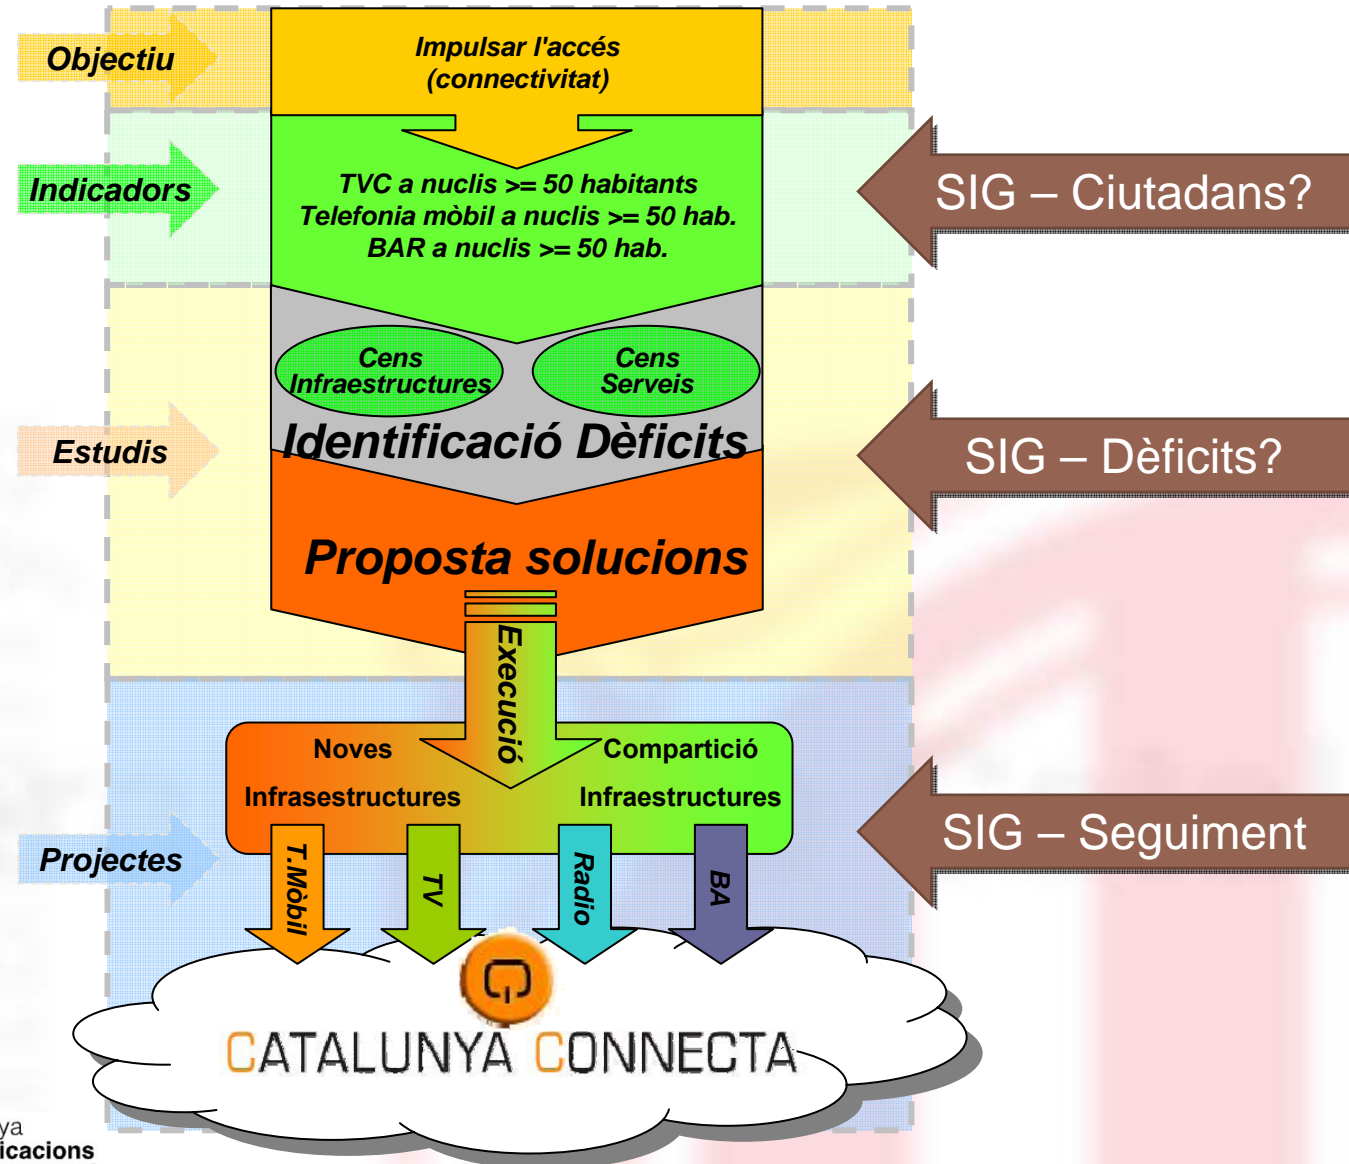 Objectiu
Impulsar l'accés
(connectivitat)
Indicadors
TVC a nuclis >= 50 habitants
Telefonia mòbil a nuclis >= 50 hab.
BAR a nuclis >= 50 hab.
SIG – Ciutadans?
Cens
Infraestructures
Cens
Serveis
Identificació Dèficits
Estudis
SIG – Dèficits?
Proposta solucions
Execució
Noves
Infrasestructures
Compartició
Infraestructures
Projectes
SIG – Seguiment
T.Mòbil
TV
Radio
BA
CATALUNYA CONNECTA
ya
icacions